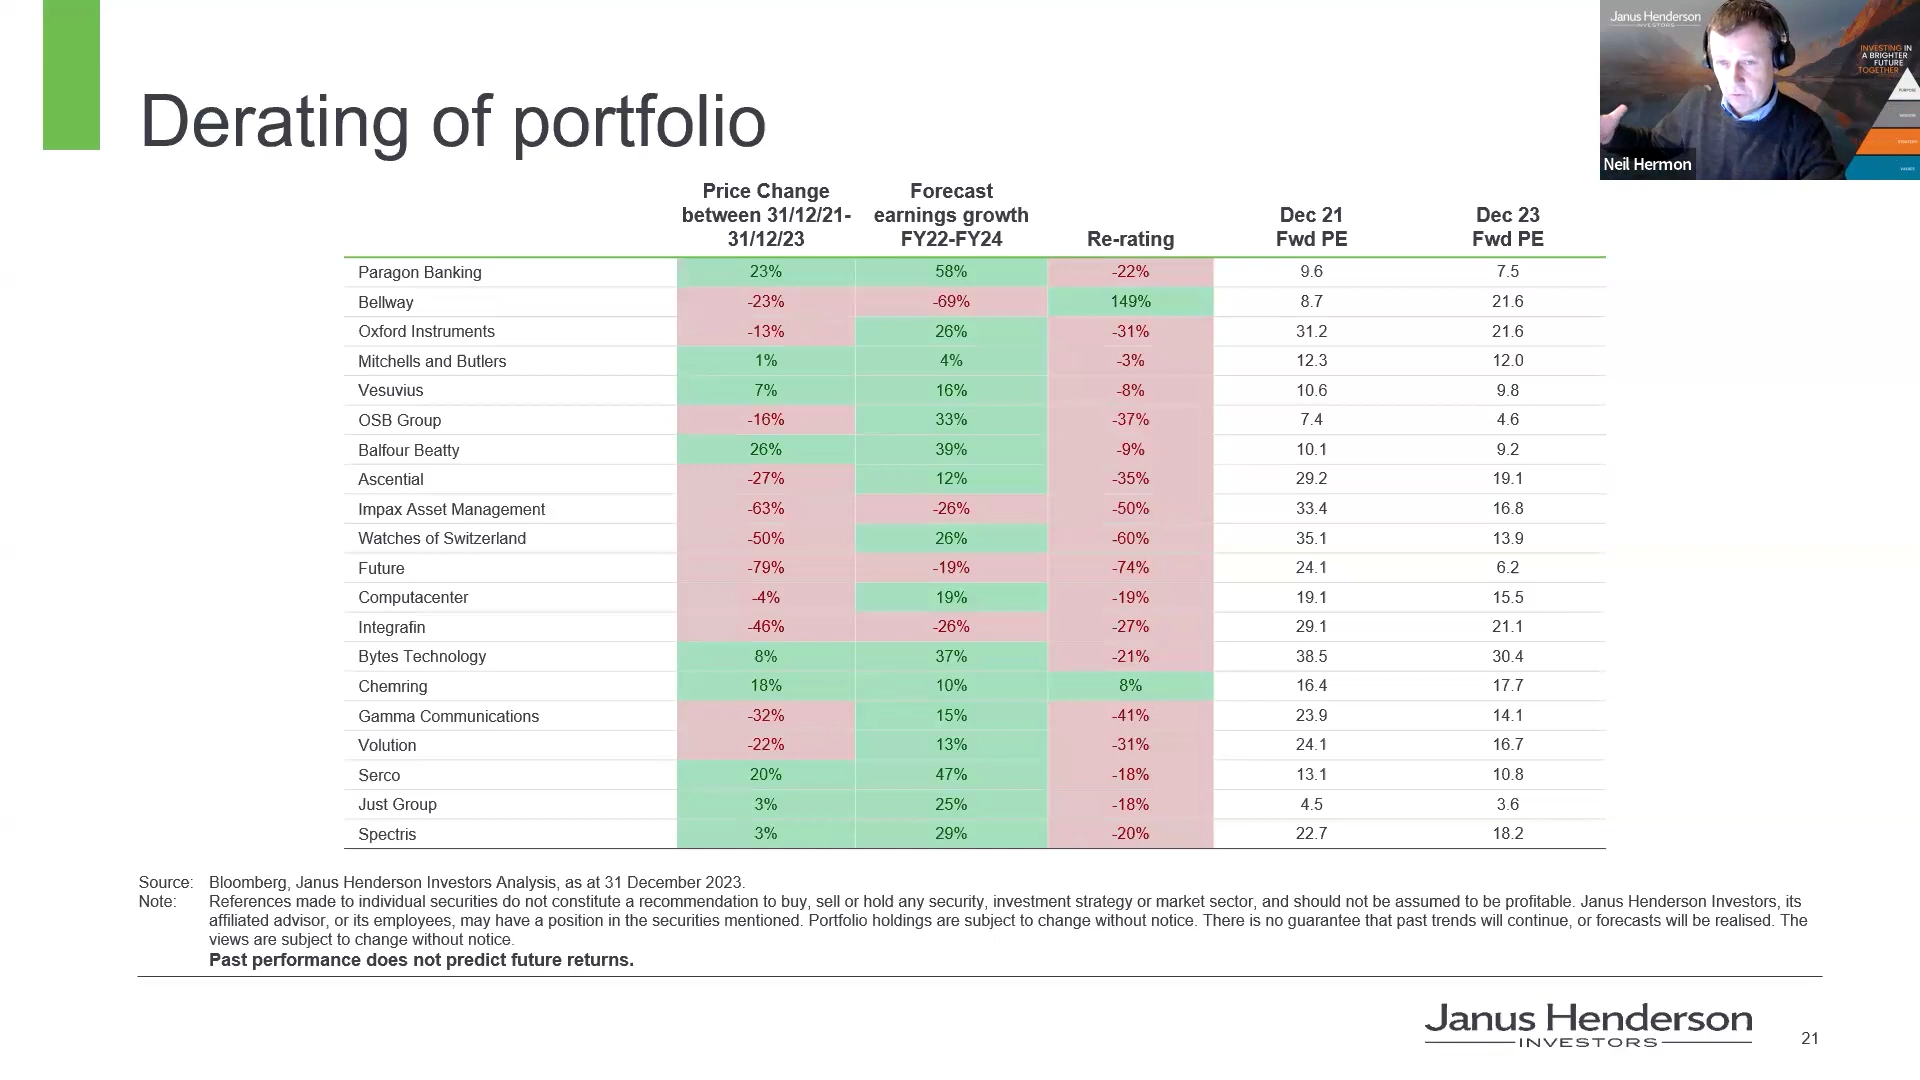 Derating of portfolio
Janus Henderson
INVESTORS
INVESTING IN
A BRIGHTER
FUTURE
TOGETHER
PURPOSE
VALUES
Neil Hermon
Price Change between 31/12/21-31/12/23 Forecast earnings growth FY22-FY24 Re-rating Dec 21 Fwd PE Dec 23 Fwd PE
Paragon Banking 23% 58% -22% 9.6 7.5
Bellway -23% -69% 149% 8.7 21.6
Oxford Instruments -13% 26% -31% 31.2 21.6
Mitchells and Butlers 1% 4% -3% 12.3 12.0
Vesuvius 7% 16% -8% 10.6 9.8
OSB Group -16% 33% -37% 7.4 4.6
Balfour Beatty 26% 39% -9% 10.1 9.2
Ascential -27% 12% -35% 29.2 19.1
Impax Asset Management -63% -26% -50% 33.4 16.8
Watches of Switzerland -50% 26% -60% 35.1 13.9
Future -79% -19% -74% 24.1 6.2
Computacenter -4% 19% -19% 19.1 15.5
Integrafin -46% -26% -27% 29.1 21.1
Bytes Technology 8% 37% -21% 38.5 30.4
Chemring 18% 10% 8% 16.4 17.7
Gamma Communications -32% 15% -41% 23.9 14.1
Volution -22% 13% -31% 24.1 16.7
Serco 20% 47% -18% 13.1 10.8
Just Group 3% 25% -18% 4.5 3.6
Spectris 3% 29% -20% 22.7 18.2
Source: Bloomberg, Janus Henderson Investors Analysis, as at 31 December 2023.
Note: References made to individual securities do not constitute a recommendation to buy, sell or hold any security, investment strategy or market sector, and should not be assumed to be profitable. Janus Henderson Investors, its
affiliated advisor, or its employees, may have a position in the securities mentioned. Portfolio holdings are subject to change without notice. There is no guarantee that past trends will continue, or forecasts will be realised. The
views are subject to change without notice.
Past performance does not predict future returns.
Janus Henderson
INVESTORS
21